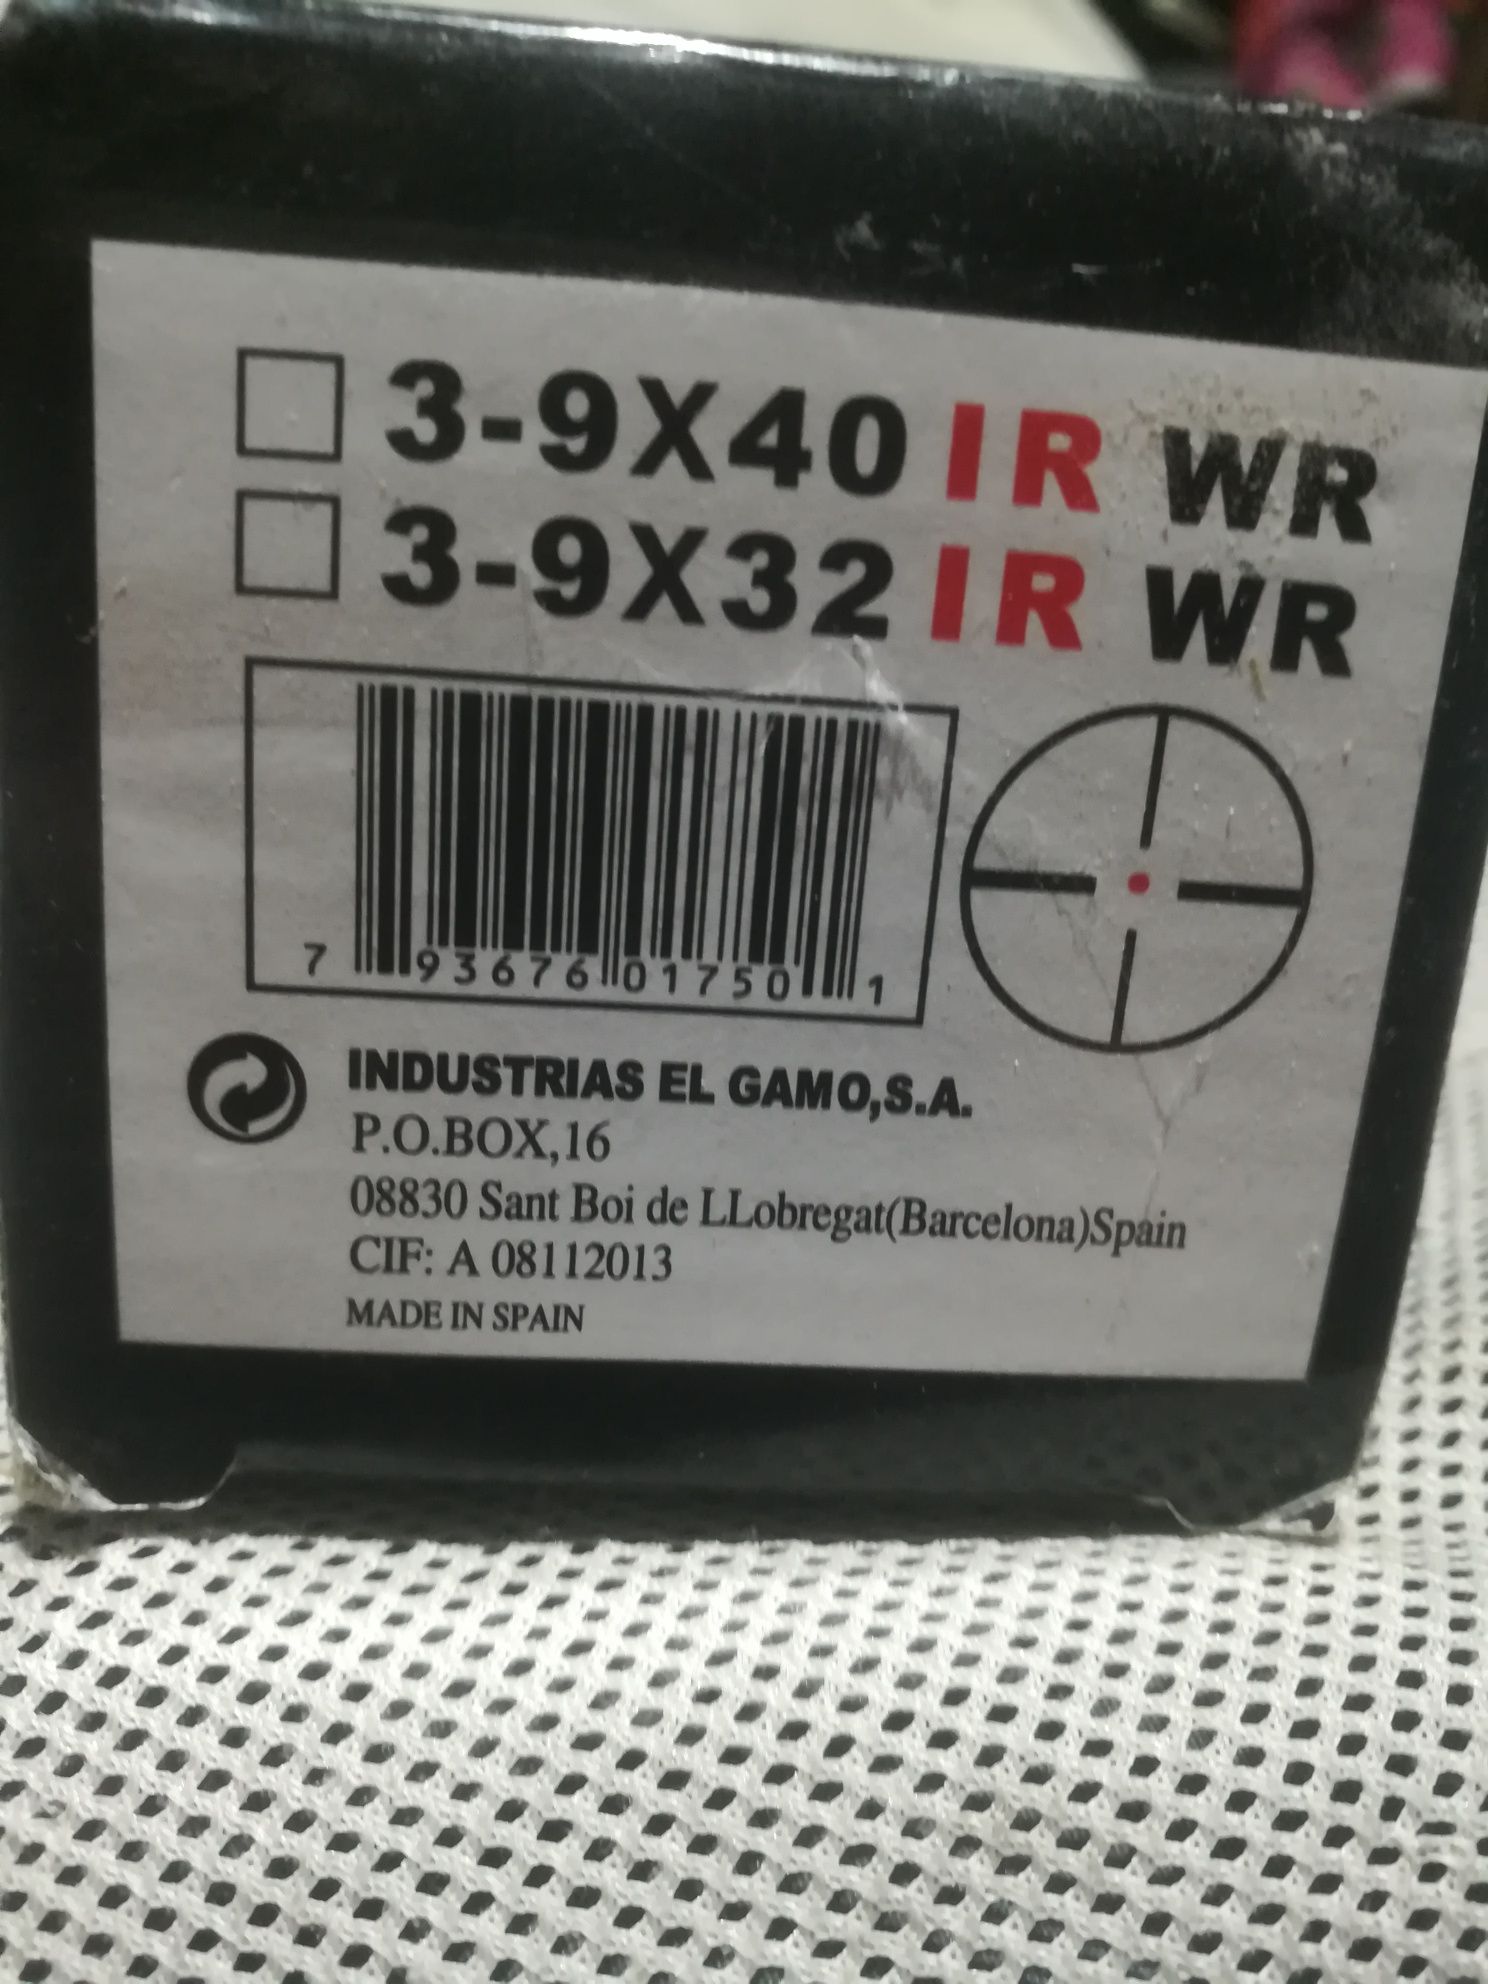 3-9X40 IR WR
3-9X32 IR WR
7 93676 01750 1
INDUSTRIAS EL GAMO,S.A.
P.O.BOX,16
08830 Sant Boi de LLobregat(Barcelona)Spain
CIF: A 08112013
MADE IN SPAIN